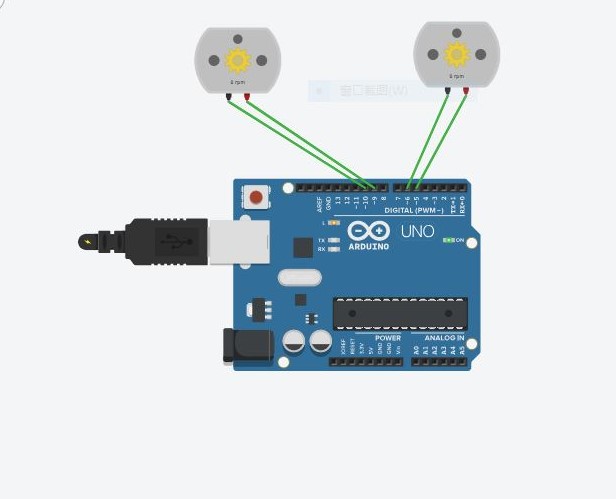 6 rpm
6 rpm
窗口截图(W)
AREF
GND
13
12
~11
~10
~9
8
7
~6
~5
4
~3
2
TX→1
RX←0
DIGITAL (PWM~)
L
TX
RX
ARDUINO
UNO
ON
POWER
ANALOG IN
IOREF
RESET
3.3V
5V
GND
GND
Vin
A0
A1
A2
A3
A4
A5